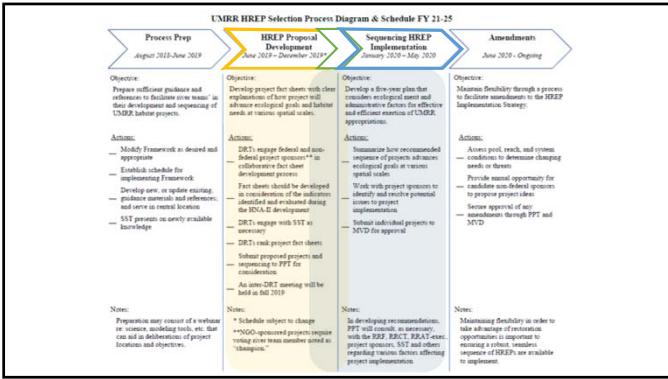 UMRR HREP Selection Process Diagram & Schedule FY 21-25
Process Prep
August 2018-June 2019
Objective:
Prepare sufficient guidance and
references to facilitate river teams' in
their development and sequencing of
UMRR habitat projects.
Actions:
Modify Framework as desired and
appropriate
Establish schedule for
implementing Framework
Develop new, or update existing,
guidance materials and references;
and serve in central location
SST presents on newly available
knowledge
Notes:
Preparation may consist of a webinar
re: science, modeling tools, etc. that
can aid in deliberations of project
locations and objectives.
HREP Proposal
Development
June 2019 – December 2019*
Objective:
Develop project fact sheets with clear
explanations of how project will
advance ecological goals and habitat
needs at various spatial scales.
Actions:
DRTs engage federal and non-
federal project sponsors** in
collaborative fact sheet
development process
Fact sheets should be developed
in consideration of the indicators
identified and evaluated during
the HNA-II development
DRTs engage with SST as
necessary
DRTs rank project fact sheets
Submit proposed projects and
sequencing to PPT for
consideration
An inter-DRT meeting will be
held in fall 2019
Notes:
* Schedule subject to change
**NGO-sponsored projects require
voting river team member noted as
"champion."
Sequencing HREP
Implementation
January 2020 – May 2020
Objective:
Develop a five-year plan that
considers ecological merit and
administrative factors for effective
and efficient exertion of UMRR
appropriations.
Actions:
Summarize how recommended
sequence of projects advances
ecological goals at various
spatial scales
Work with project sponsors to
identify and resolve potential
issues to project
implementation
Submit individual projects to
MVD for approval
Notes:
In developing recommendations,
PPT will consult, as necessary,
with the RRF, RRCT, RRAT-exec,
project sponsors, SST and others
regarding various factors affecting
project implementation.
Amendments
June 2020 - Ongoing
Objective:
Maintain flexibility through a process
to facilitate amendments to the HREP
Implementation Strategy.
Actions:
Assess pool, reach, and system
conditions to determine changing
needs or threats
Provide annual opportunity for
candidate non-federal sponsors
to propose project ideas
Secure approval of any
amendments through PPT and
MVD
Notes:
Maintaining flexibility in order to
take advantage of restoration
opportunities is important to
ensuring a robust, seamless
sequence of HREPs are available
to implement.